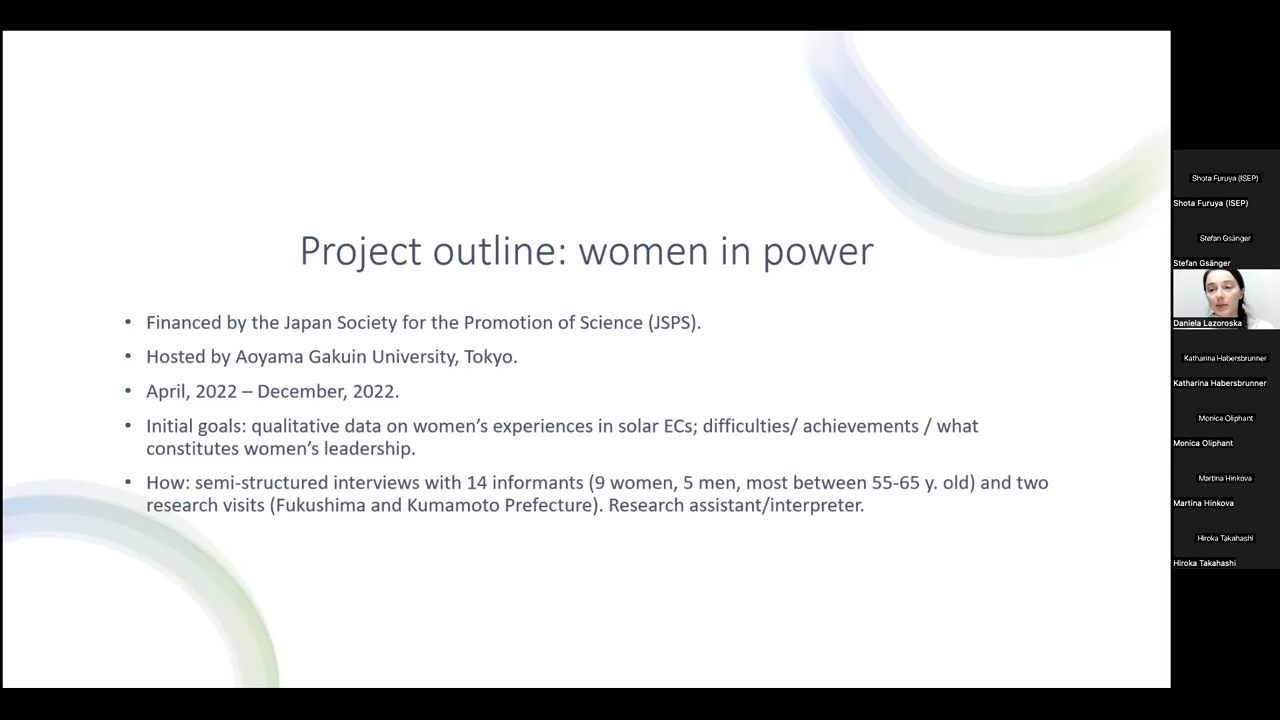 Project outline: women in power
• Financed by the Japan Society for the Promotion of Science (JSPS).
• Hosted by Aoyama Gakuin University, Tokyo.
• April, 2022 – December, 2022.
• Initial goals: qualitative data on women's experiences in solar ECs; difficulties/ achievements / what
constitutes women's leadership.
• How: semi-structured interviews with 14 informants (9 women, 5 men, most between 55-65 y. old) and two
research visits (Fukushima and Kumamoto Prefecture). Research assistant/interpreter.
Shota Furuya (ISEP)
Shota Furuya (ISEP)
Stefan Gsänger
Stefan Gsänger
Daniela Lazoroska
Katharina Habersbrunner
Katharina Habersbrunner
Monica Oliphant
Monica Oliphant
Martina Hinkova
Martina Hinkova
Hiroka Takahashi
Hiroka Takahashi